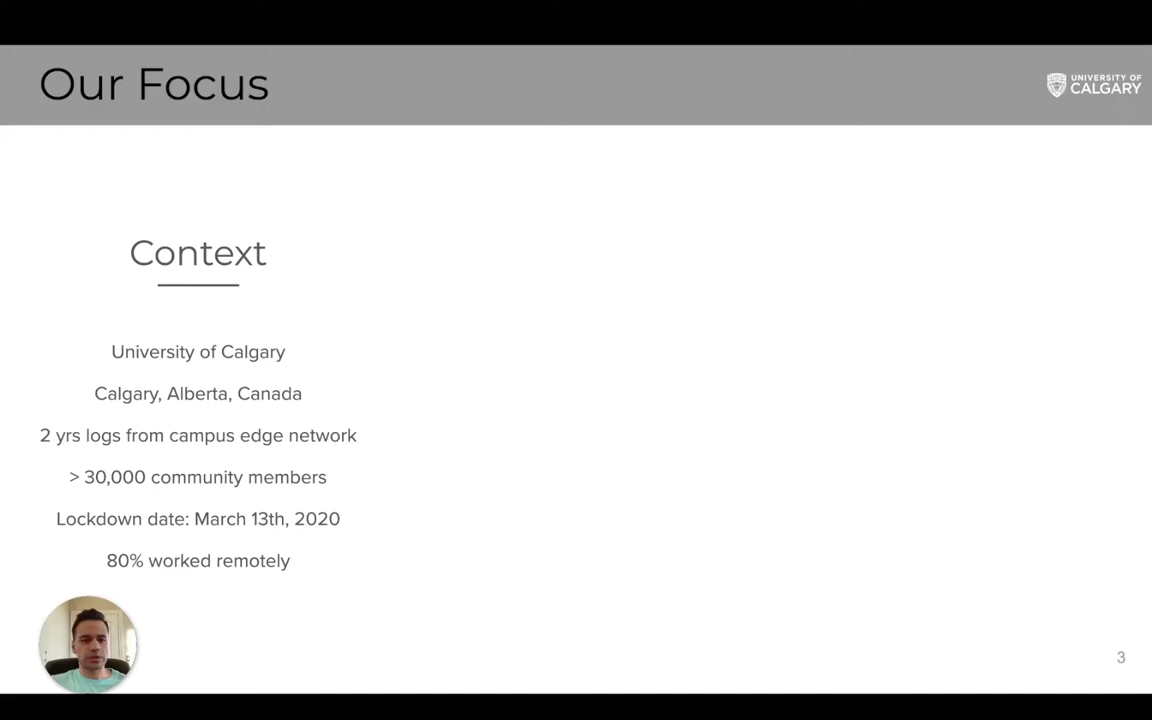 Our Focus
UNIVERSITY OF
CALGARY
Context
University of Calgary
Calgary, Alberta, Canada
2 yrs logs from campus edge network
> 30,000 community members
Lockdown date: March 13th, 2020
80% worked remotely
3